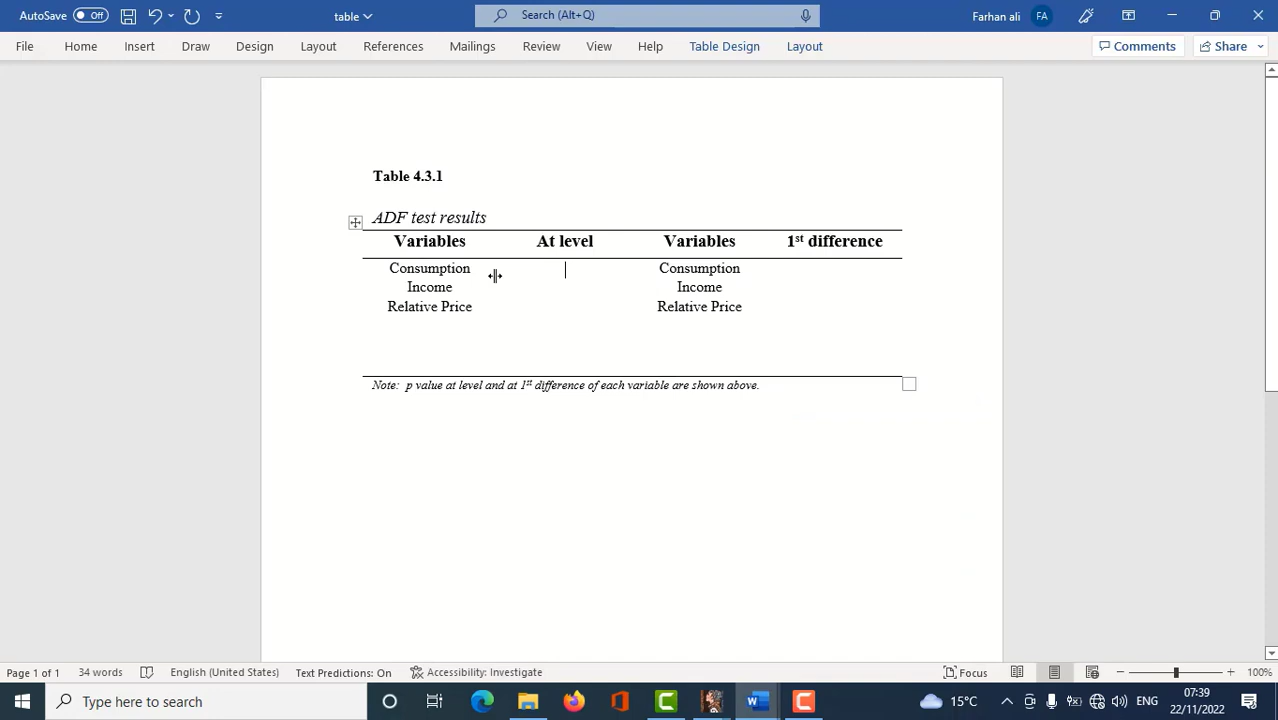 AutoSave Off table Search (Alt+Q) Farhan ali FA
File Home Insert Draw Design Layout References Mailings Review View Help Table Design Layout Comments Share
Table 4.3.1
ADF test results
Variables At level Variables 1st difference
Consumption Consumption
Income Income
Relative Price Relative Price
Note: p value at level and at 1st difference of each variable are shown above.
Page 1 of 1 34 words English (United States) Text Predictions: On Accessibility: Investigate Focus 100%
Type here to search 15°C ENG 07:39
22/11/2022